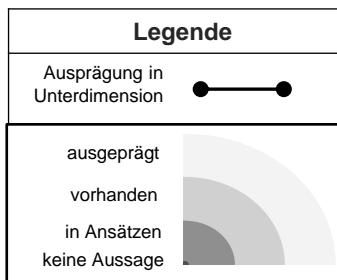 Legende
Ausprägung in
Unterdimension
ausgeprägt
vorhanden
in Ansätzen
keine Aussage